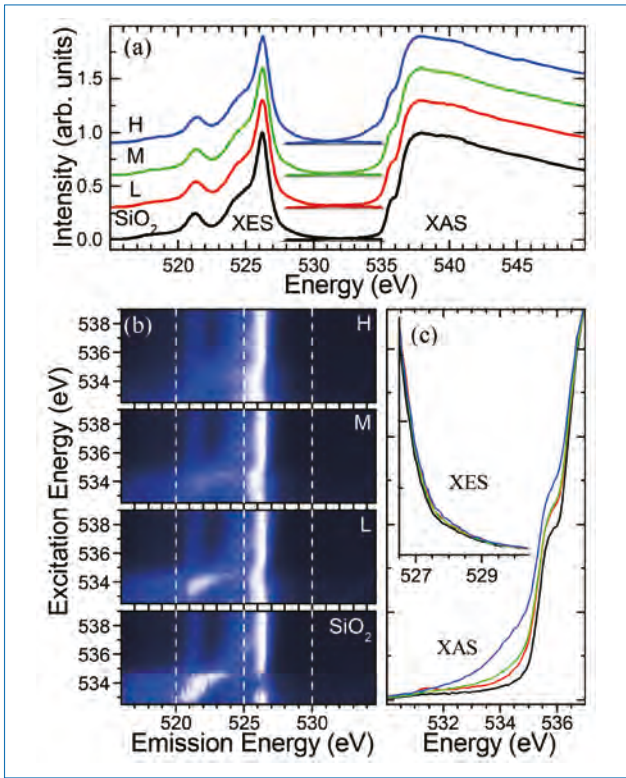 (a)
Intensity (arb. units)
1.5
1.0
0.5
0.0
H
M
L
SiO₂
XES
XAS
520 525 530 535 540 545
Energy (eV)
(b)
Excitation Energy (eV)
538
536
534
H
538
536
534
M
538
536
534
L
538
536
534
SiO₂
520 525 530
Emission Energy (eV)
(c)
XES
527 529
XAS
532 534 536
Energy (eV)